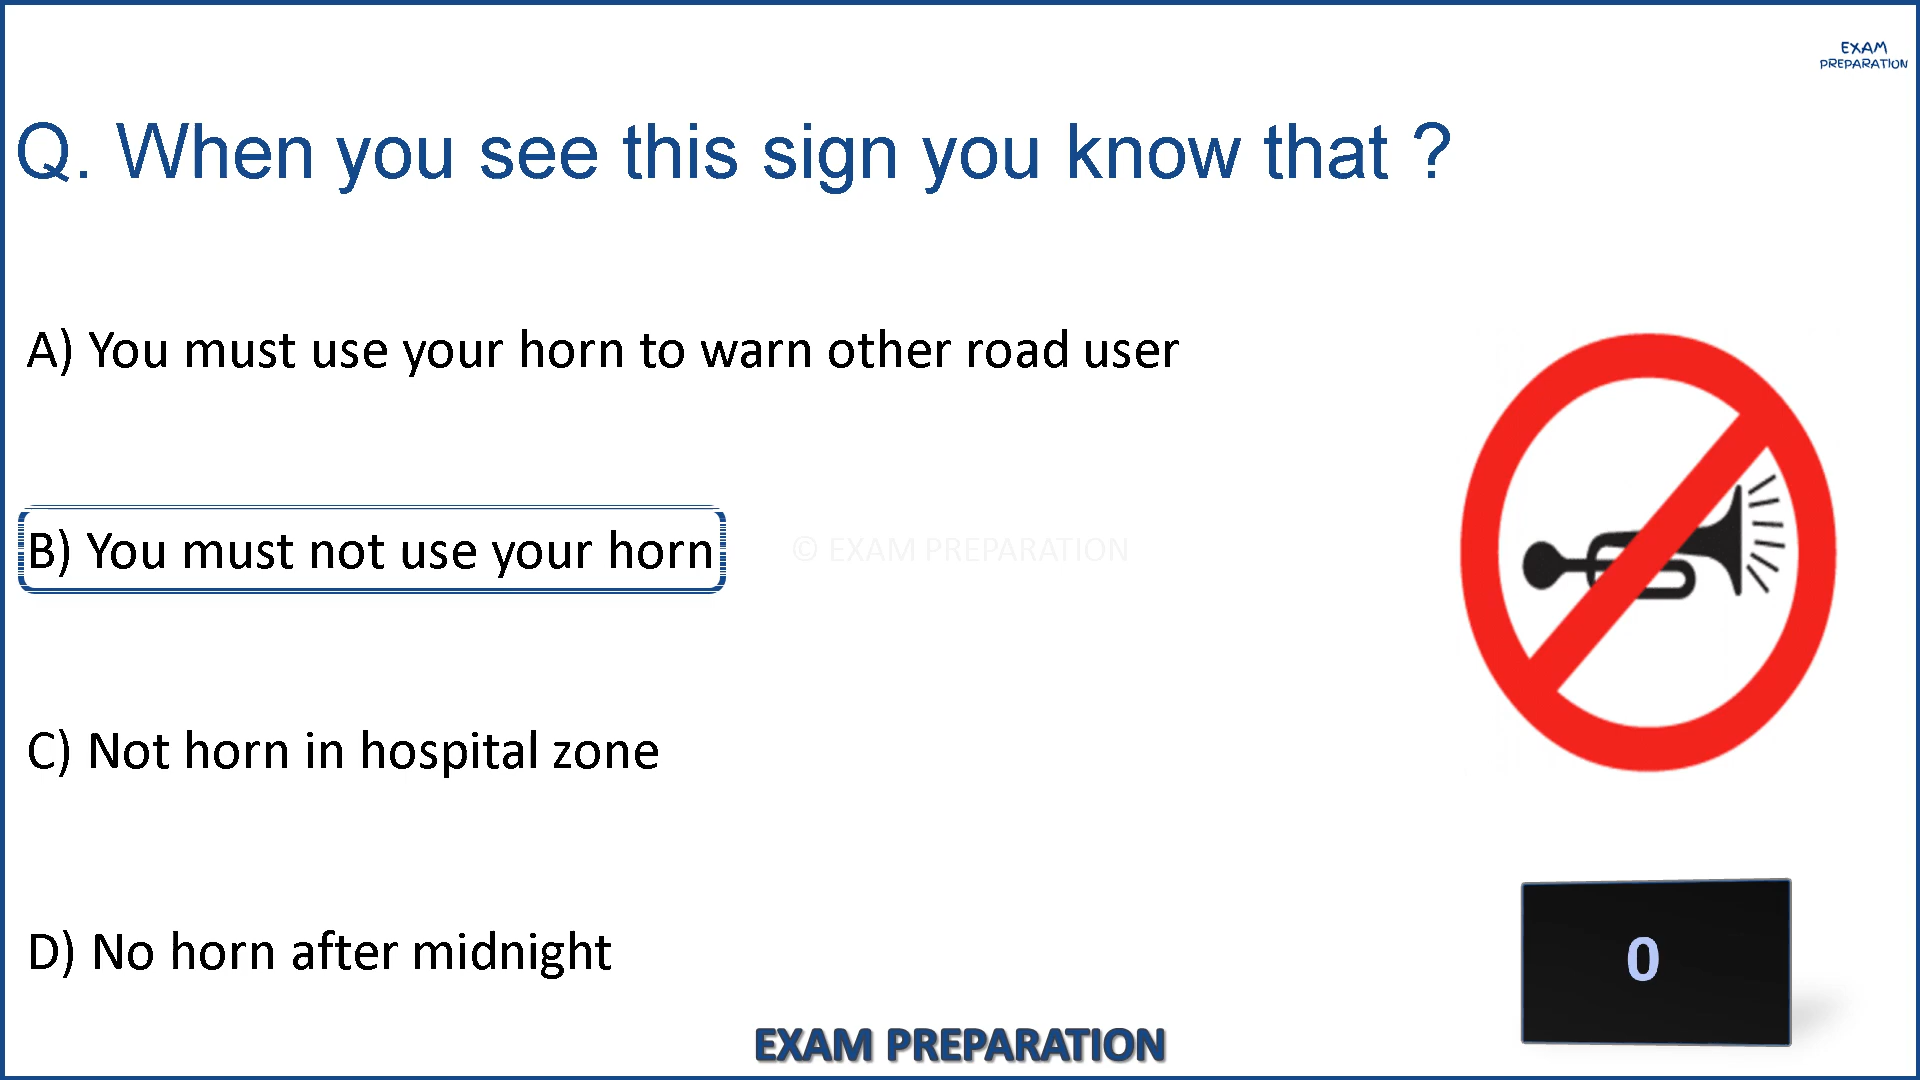 EXAM
PREPARATION
Q. When you see this sign you know that ?
A) You must use your horn to warn other road user
B) You must not use your horn
© EXAM PREPARATION
C) Not horn in hospital zone
D) No horn after midnight
0
EXAM PREPARATION